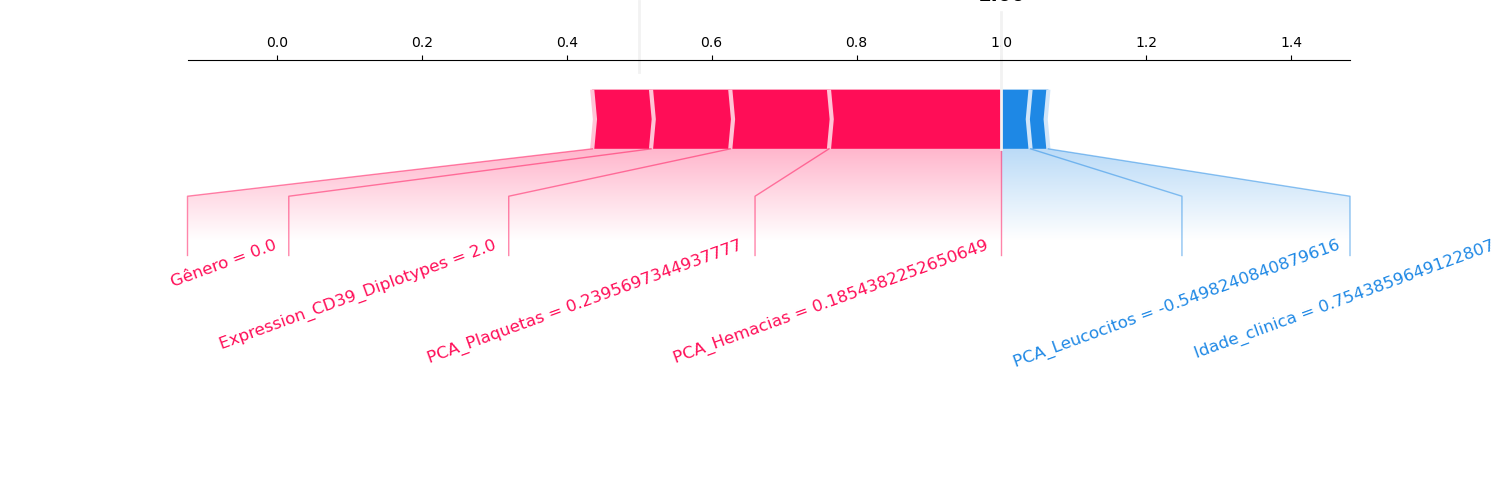 0.0 0.2 0.4 0.6 0.8 1.0 1.2 1.4
Gênero = 0.0
Expression_CD39_Diplotypes = 2.0
PCA_Plaquetas = 0.2395697344937777
PCA_Hemacias = 0.1854382252650649
PCA_Leucocitos = -0.5498240840879616
Idade_clinica = 0.7543859649122807